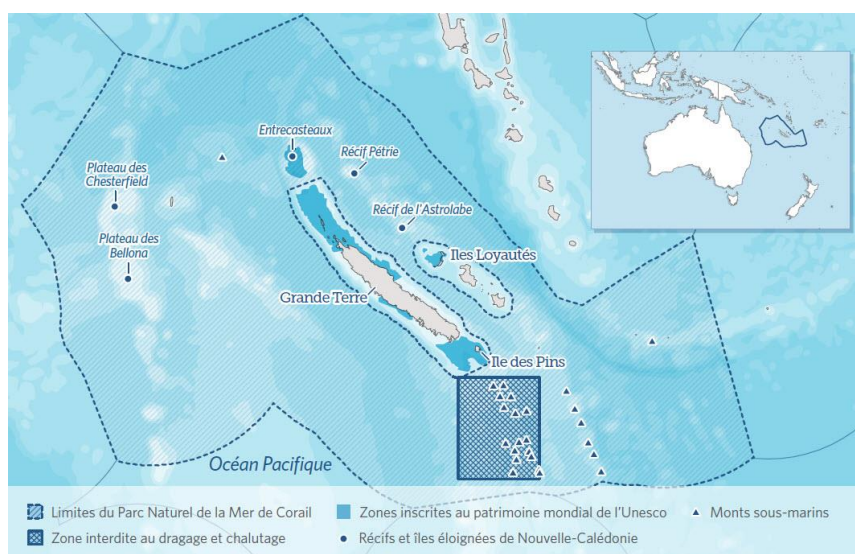 Entrecasteaux
Récif Pétrie
Plateau des
Chesterfield
Récif de l'Astrolabe
Plateau des
Bellona
Iles Loyautés
Grande Terre
Ile des Pins
Océan Pacifique
Limites du Parc Naturel de la Mer de Corail
Zones inscrites au patrimoine mondial de l'Unesco
Monts sous-marins
Zone interdite au dragage et chalutage
Récifs et îles éloignées de Nouvelle-Calédonie